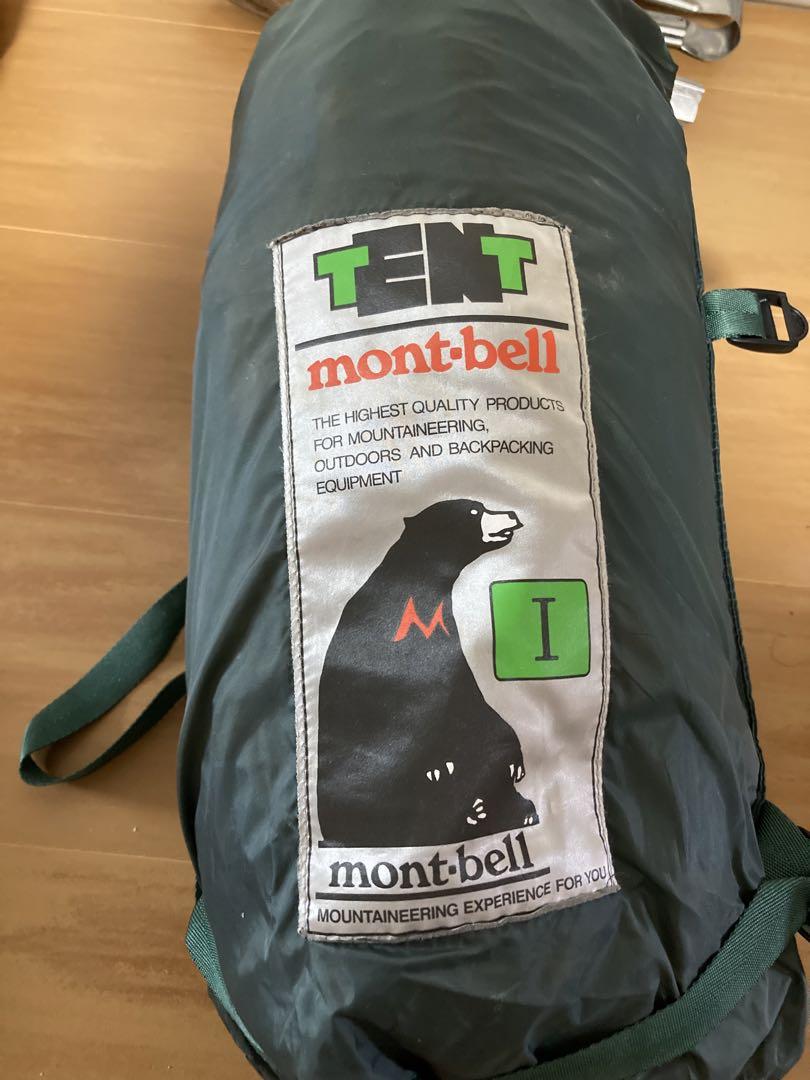 TENT
mont·bell
THE HIGHEST QUALITY PRODUCTS
FOR MOUNTAINEERING,
OUTDOORS AND BACKPACKING
EQUIPMENT
M
I
mont·bell
MOUNTAINEERING EXPERIENCE FOR YOU